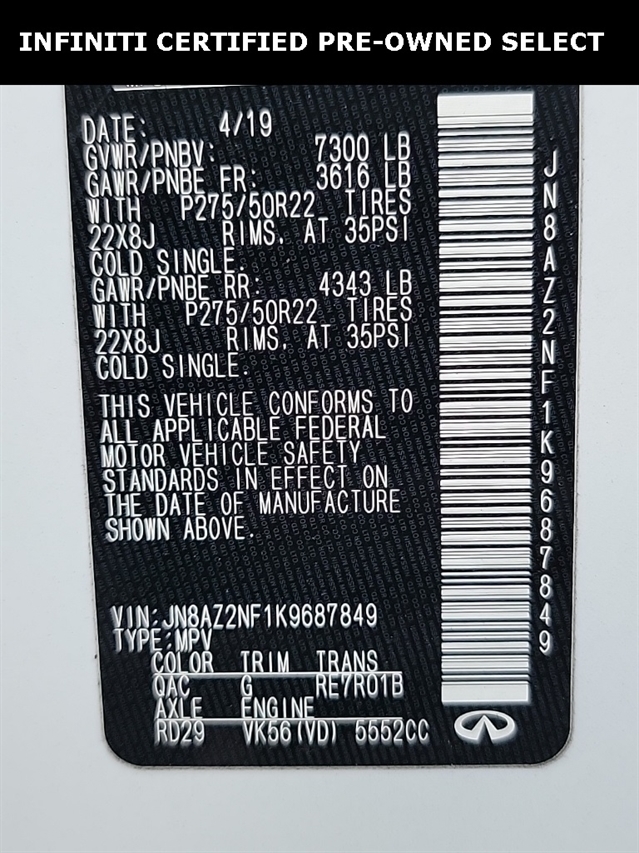 INFINITI CERTIFIED PRE-OWNED SELECT
DATE: 4/19
GVWR/PNBV: 7300 LB
GAWR/PNBE FR: 3616 LB
WITH P275/50R22 TIRES
22X8J RIMS, AT 35PSI
COLD SINGLE.
GAWR/PNBE RR: 4343 LB
WITH P275/50R22 TIRES
22X8J RIMS, AT 35PSI
COLD SINGLE.
THIS VEHICLE CONFORMS TO
ALL APPLICABLE FEDERAL
MOTOR VEHICLE SAFETY
STANDARDS IN EFFECT ON
THE DATE OF MANUFACTURE
SHOWN ABOVE.
VIN:JN8AZ2NF1K9687849
TYPE:MPV
COLOR TRIM TRANS
QAC G RE7R01B
AXLE ENGINE
RD29 VK56(VD) 5552CC
JN8AZ2NF1K9687849